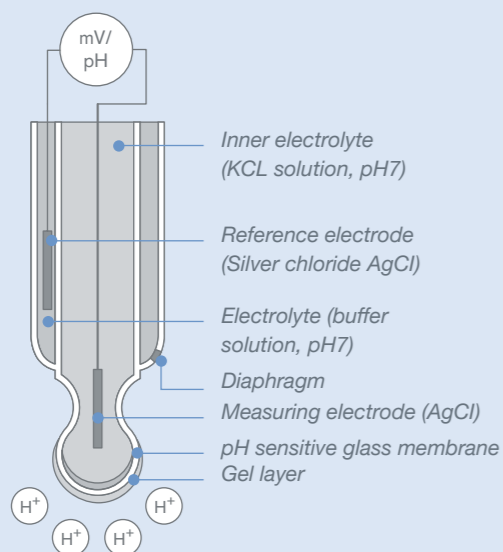 mV/
pH
Inner electrolyte
(KCL solution, pH7)
Reference electrode
(Silver chloride AgCl)
Electrolyte (buffer
solution, pH7)
Diaphragm
Measuring electrode (AgCl)
pH sensitive glass membrane
Gel layer
H⁺
H⁺
H⁺
H⁺